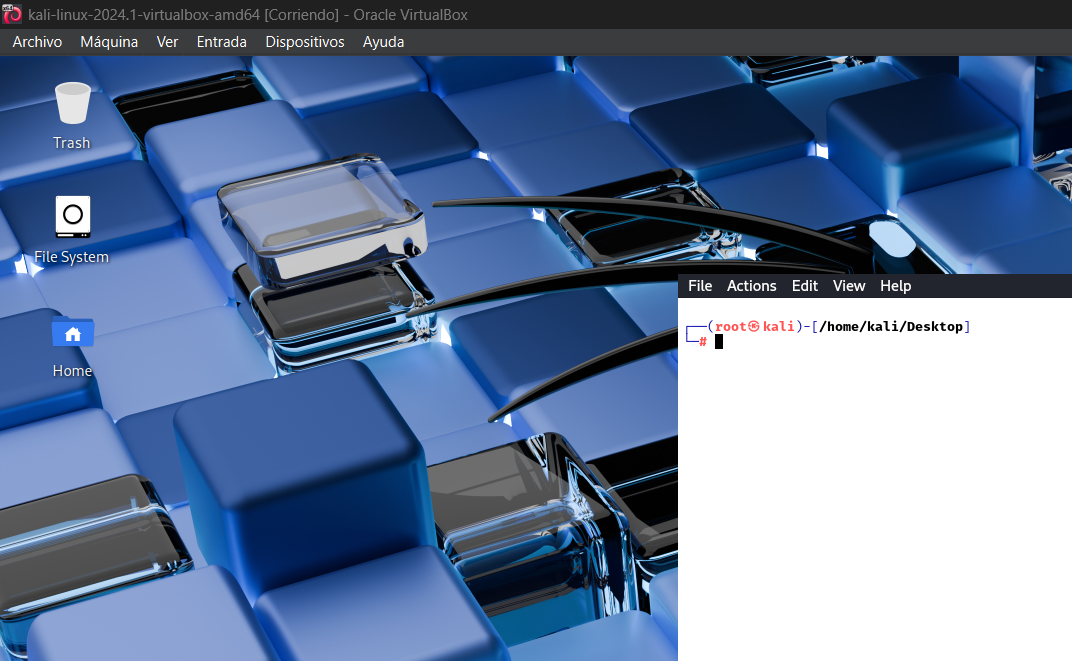 kali-linux-2024.1-virtualbox-amd64 [Corriendo] - Oracle VirtualBox
Archivo Máquina Ver Entrada Dispositivos Ayuda
Trash
File System
Home
File Actions Edit View Help
┌──(root㉿kali)-[/home/kali/Desktop]
└─#